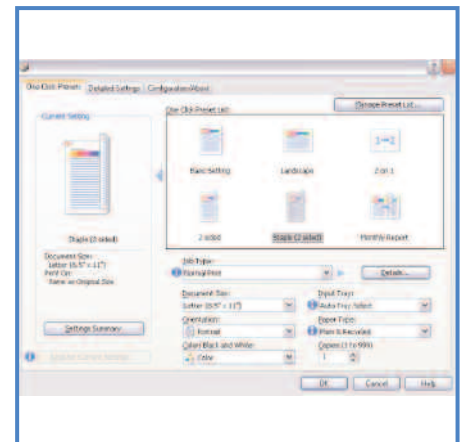 One Click Presets Detailed Settings Configuration/About
Current Setting
One Click Preset List:
Manage Preset List...
Basic Setting Landscape 2 on 1
2 sided Staple (2 sided) Monthly Report
Staple (2 sided)
Document Size:
Letter (8.5" x 11")
Print On:
Same as Original Size
Settings Summary
Job Type:
Normal Print Details...
Document Size: Input Tray:
Letter (8.5" x 11") Auto Tray Select
Orientation: Paper Type:
Portrait Plain & Recycled
Color/Black and White: Copies:(1 to 999)
Color 1
OK Cancel Help